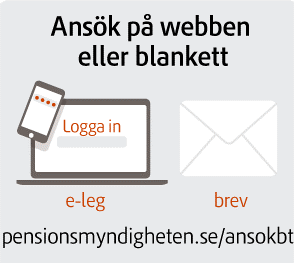 Ansök på webben
eller blankett
Logga in
e-leg
brev
pensionsmyndigheten.se/ansokbt